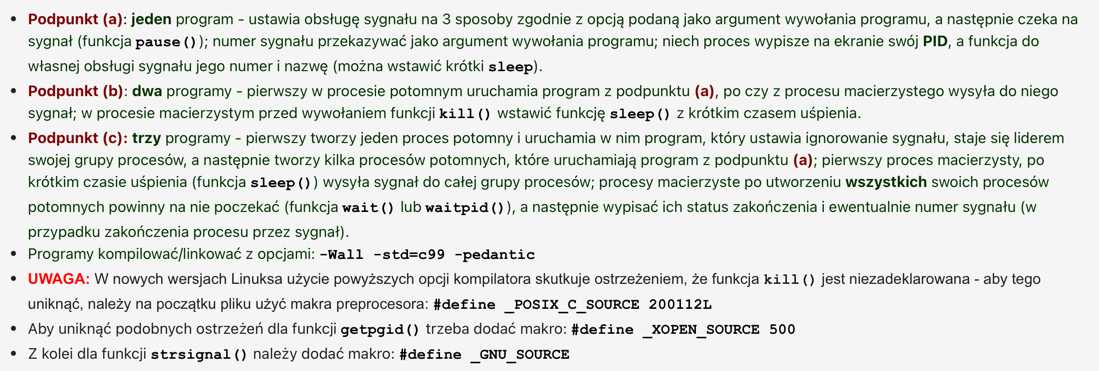 • Podpunkt (a): jeden program - ustawia obsługę sygnału na 3 sposoby zgodnie z opcją podaną jako argument wywołania programu, a następnie czeka na
sygnał (funkcja pause()); numer sygnału przekazywać jako argument wywołania programu; niech proces wypisze na ekranie swój PID, a funkcja do
własnej obsługi sygnału jego numer i nazwę (można wstawić krótki sleep).
• Podpunkt (b): dwa programy - pierwszy w procesie potomnym uruchamia program z podpunktu (a), po czy z procesu macierzystego wysyła do niego
sygnał; w procesie macierzystym przed wywołaniem funkcji kill() wstawić funkcję sleep() z krótkim czasem uśpienia.
• Podpunkt (c): trzy programy - pierwszy tworzy jeden proces potomny i uruchamia w nim program, który ustawia ignorowanie sygnału, staje się liderem
swojej grupy procesów, a następnie tworzy kilka procesów potomnych, które uruchamiają program z podpunktu (a); pierwszy proces macierzysty, po
krótkim czasie uśpienia (funkcja sleep()) wysyła sygnał do całej grupy procesów; procesy macierzyste po utworzeniu wszystkich swoich procesów
potomnych powinny na nie poczekać (funkcja wait() lub waitpid()), a następnie wypisać ich status zakończenia i ewentualnie numer sygnału (w
przypadku zakończenia procesu przez sygnał).
• Programy kompilować/linkować z opcjami: -Wall -std=c99 -pedantic
• UWAGA: W nowych wersjach Linuksa użycie powyższych opcji kompilatora skutkuje ostrzeżeniem, że funkcja kill() jest niezadeklarowana - aby tego
uniknąć, należy na początku pliku użyć makra preprocesora: #define _POSIX_C_SOURCE 200112L
• Aby uniknąć podobnych ostrzeżeń dla funkcji getpgid() trzeba dodać makro: #define _XOPEN_SOURCE 500
• Z kolei dla funkcji strsignal() należy dodać makro: #define _GNU_SOURCE